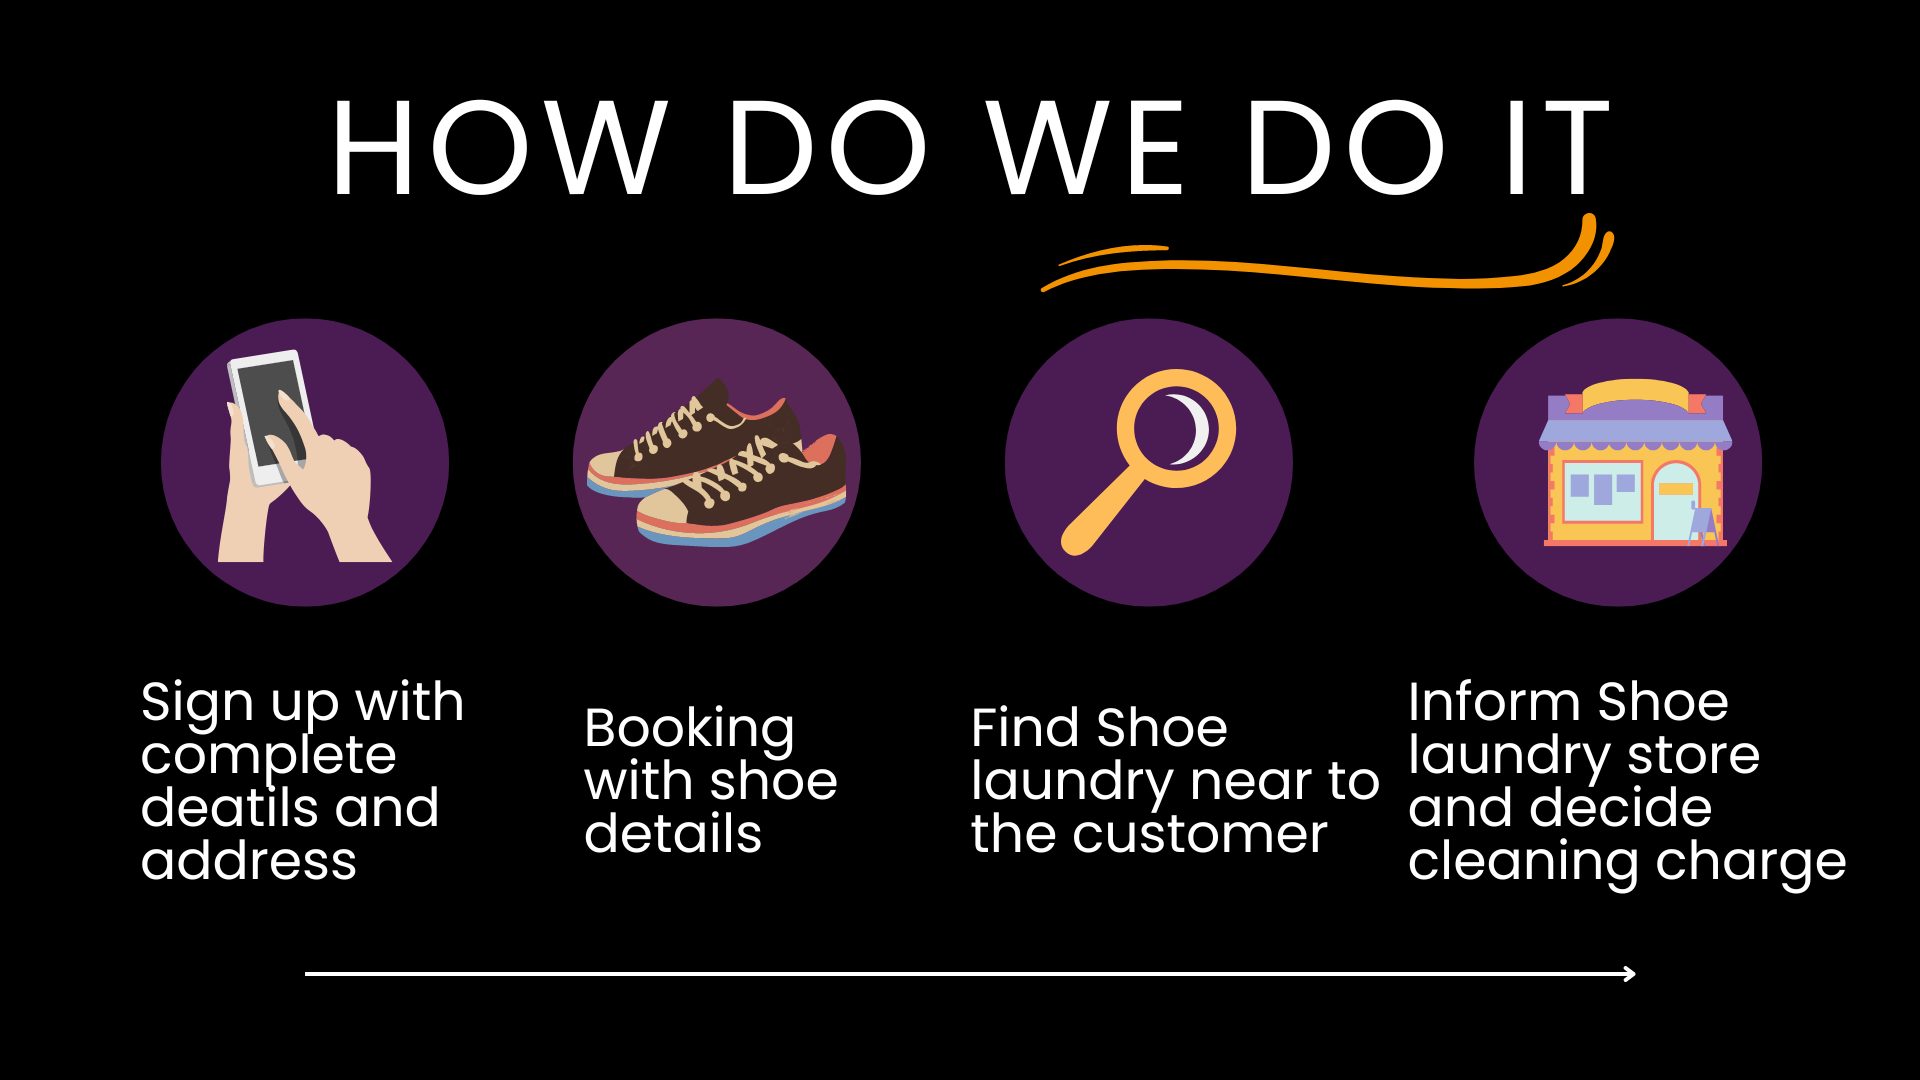 HOW DO WE DO IT
Sign up with
complete
deatils and
address
Booking
with shoe
details
Find Shoe
laundry near to
the customer
Inform Shoe
laundry store
and decide
cleaning charge